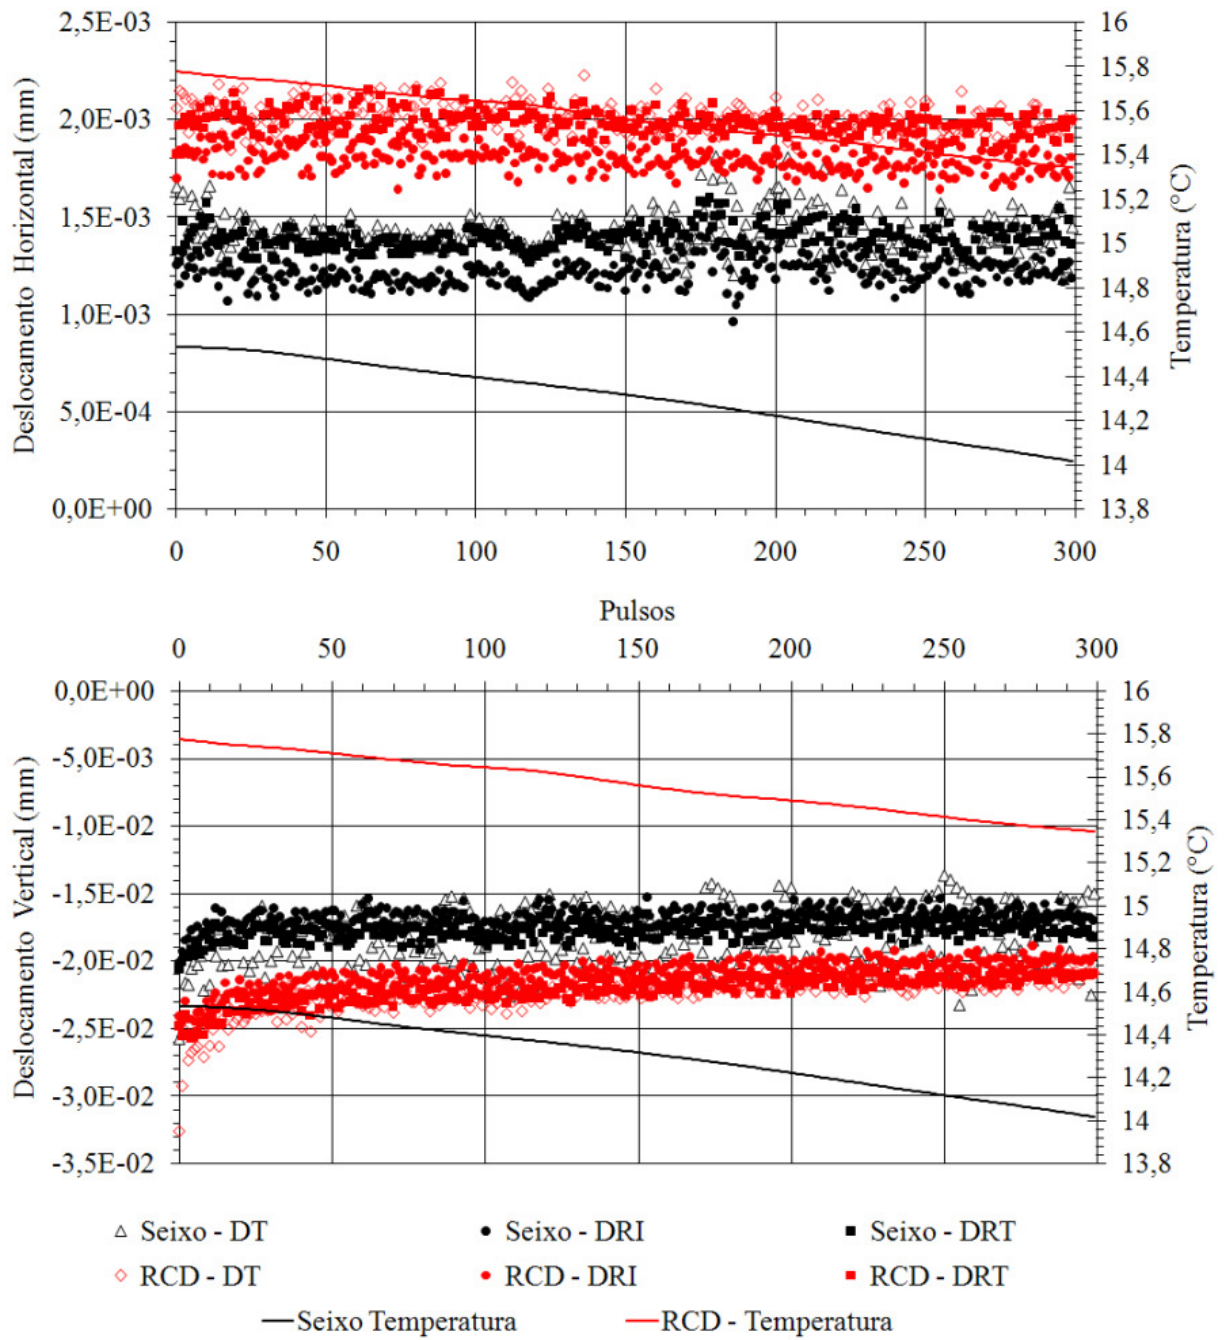 2,5E-03
2,0E-03
1,5E-03
1,0E-03
5,0E-04
0,0E+00
Deslocamento Horizontal (mm)
16
15,8
15,6
15,4
15,2
15
14,8
14,6
14,4
14,2
14
13,8
Temperatura (°C)
0 50 100 150 200 250 300
Pulsos
0 50 100 150 200 250 300
0,0E+00
-5,0E-03
-1,0E-02
-1,5E-02
-2,0E-02
-2,5E-02
-3,0E-02
-3,5E-02
Deslocamento Vertical (mm)
16
15,8
15,6
15,4
15,2
15
14,8
14,6
14,4
14,2
14
13,8
Temperatura (°C)
Seixo - DT Seixo - DRI Seixo - DRT
RCD - DT RCD - DRI RCD - DRT
Seixo Temperatura RCD - Temperatura